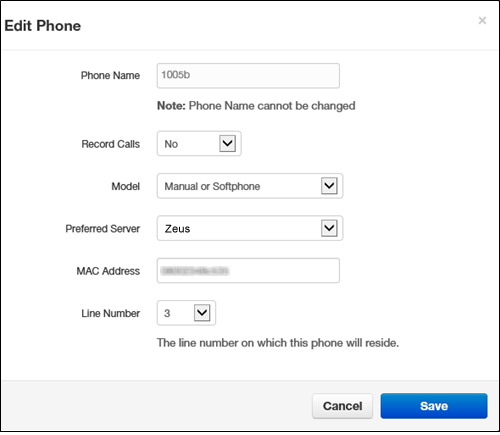 Edit Phone
×
Phone Name 1005b
Note: Phone Name cannot be changed
Record Calls No
Model Manual or Softphone
Preferred Server Zeus
MAC Address
Line Number 3
The line number on which this phone will reside.
Cancel Save